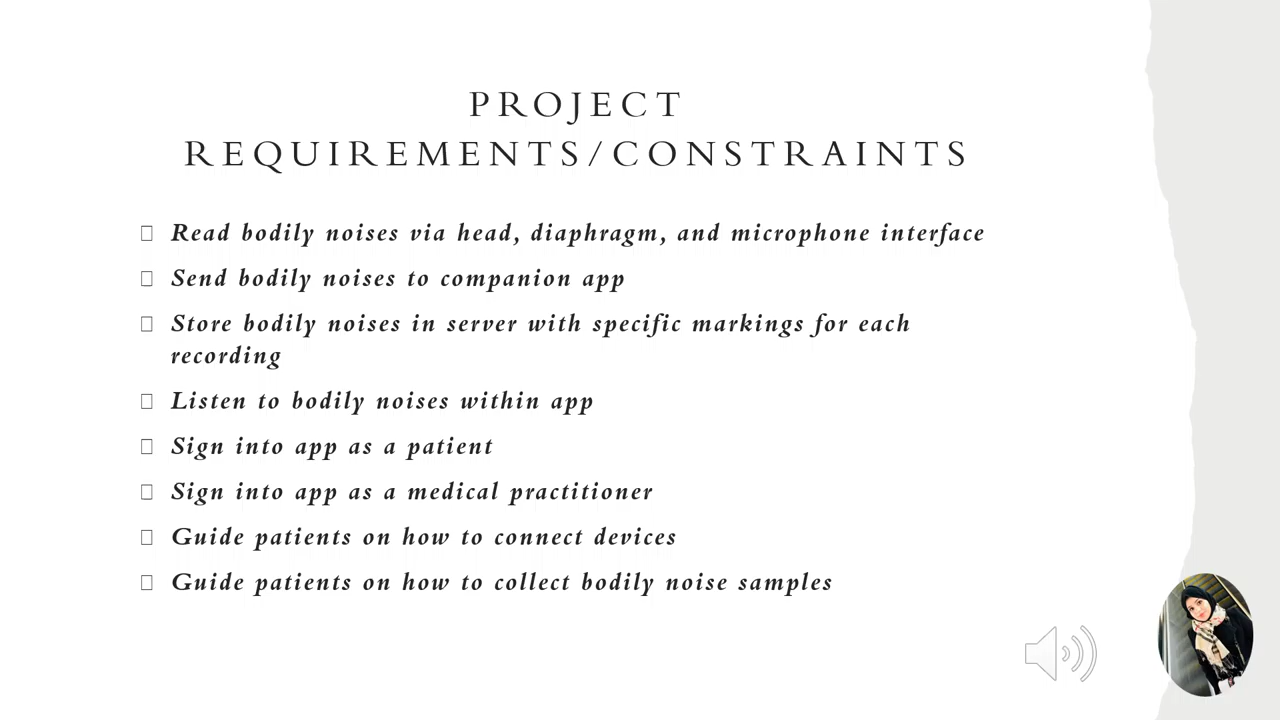 PROJECT
REQUIREMENTS/CONSTRAINTS
Read bodily noises via head, diaphragm, and microphone interface
Send bodily noises to companion app
Store bodily noises in server with specific markings for each
recording
Listen to bodily noises within app
Sign into app as a patient
Sign into app as a medical practitioner
Guide patients on how to connect devices
Guide patients on how to collect bodily noise samples